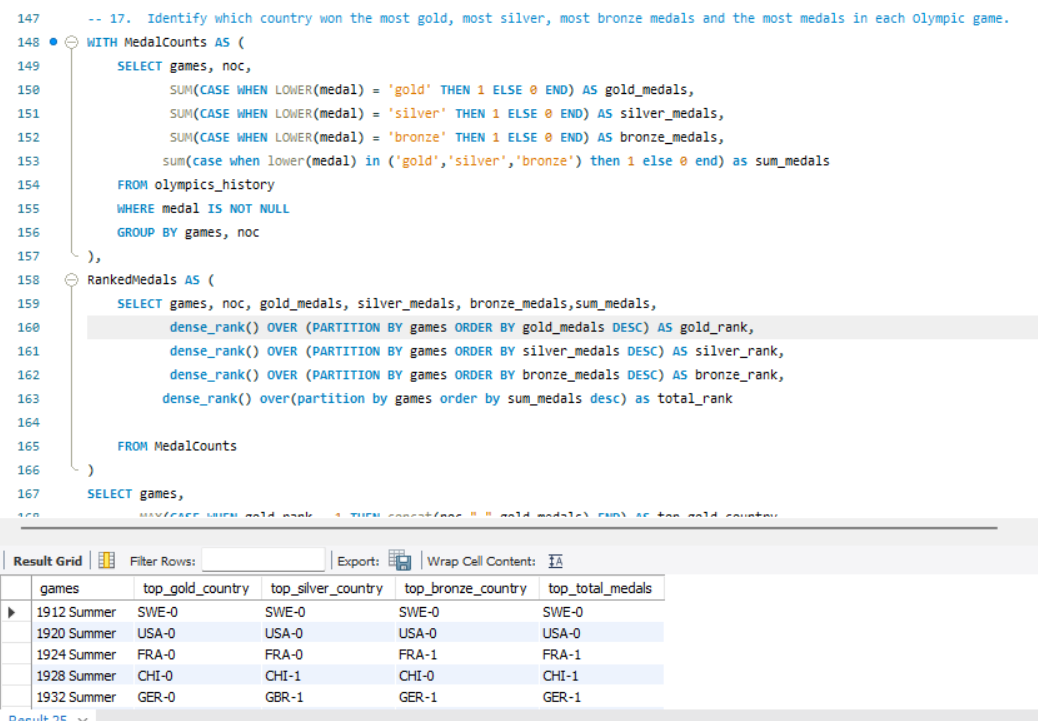 147 -- 17. Identify which country won the most gold, most silver, most bronze medals and the most medals in each Olympic game.
148 WITH MedalCounts AS (
149 SELECT games, noc,
150 SUM(CASE WHEN LOWER(medal) = 'gold' THEN 1 ELSE 0 END) AS gold_medals,
151 SUM(CASE WHEN LOWER(medal) = 'silver' THEN 1 ELSE 0 END) AS silver_medals,
152 SUM(CASE WHEN LOWER(medal) = 'bronze' THEN 1 ELSE 0 END) AS bronze_medals,
153 sum(case when lower(medal) in ('gold','silver','bronze') then 1 else 0 end) as sum_medals
154 FROM olympics_history
155 WHERE medal IS NOT NULL
156 GROUP BY games, noc
157 ),
158 RankedMedals AS (
159 SELECT games, noc, gold_medals, silver_medals, bronze_medals,sum_medals,
160 dense_rank() OVER (PARTITION BY games ORDER BY gold_medals DESC) AS gold_rank,
161 dense_rank() OVER (PARTITION BY games ORDER BY silver_medals DESC) AS silver_rank,
162 dense_rank() OVER (PARTITION BY games ORDER BY bronze_medals DESC) AS bronze_rank,
163 dense_rank() over(partition by games order by sum_medals desc) as total_rank
164
165 FROM MedalCounts
166 )
167 SELECT games,
Result Grid Filter Rows: Export: Wrap Cell Content: IA
games top_gold_country top_silver_country top_bronze_country top_total_medals
1912 Summer SWE-0 SWE-0 SWE-0 SWE-0
1920 Summer USA-0 USA-0 USA-0 USA-0
1924 Summer FRA-0 FRA-0 FRA-1 FRA-1
1928 Summer CHI-0 CHI-1 CHI-0 CHI-1
1932 Summer GER-0 GBR-1 GER-1 GER-1
Result 25